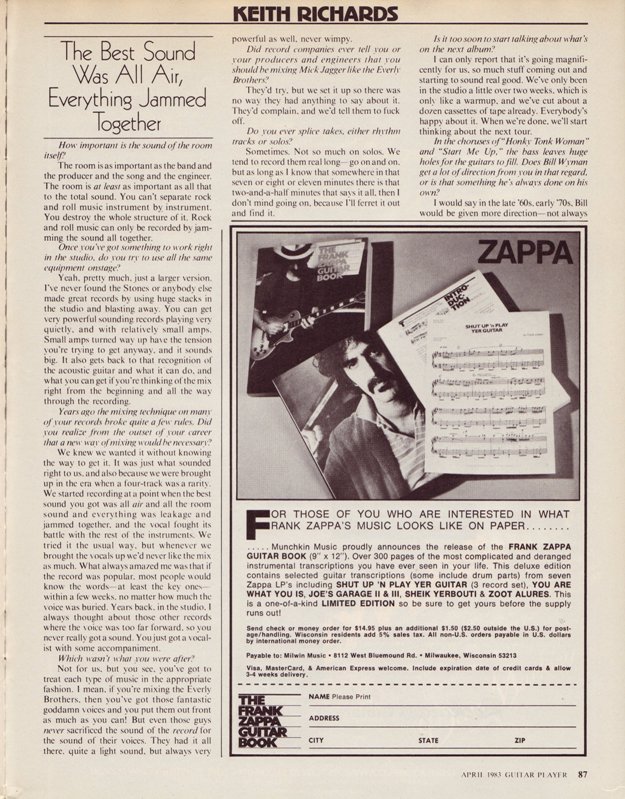 KEITH RICHARDS
The Best Sound
Was All Air,
Everything Jammed
Together
How important is the sound of the room
itself?
The room is as important as the band and
the producer and the song and the engineer.
The room is at least as important as all that
to the total sound. You can't separate rock
and roll music instrument by instrument.
You destroy the whole structure of it. Rock
and roll music can only be recorded by jam-
ming the sound all together.
Once you've got something to work right
in the studio, do you try to use all the same
equipment onstage?
Yeah, pretty much, just a larger version.
I've never found the Stones or anybody else
made great records by using huge stacks in
the studio and blasting away. You can get
very powerful sounding records playing very
quietly, and with relatively small amps.
Small amps turned way up have the tension
you're trying to get anyway, and it sounds
big. It also gets back to that recognition of
the acoustic guitar and what it can do, and
what you can get if you're thinking of the mix
right from the beginning and all the way
through the recording.
Years ago the mixing technique on many
of your records broke quite a few rules. Did
you realize from the outset of your career
that a new way of mixing would be necessary?
We knew we wanted it without knowing
the way to get it. It was just what sounded
right to us, and also because we were brought
up in the era when a four-track was a rarity.
We started recording at a point when the best
sound you got was all air and all the room
sound and everything was leakage and
jammed together, and the vocal fought its
battle with the rest of the instruments. We
tried it the usual way, but whenever we
brought the vocals up we'd never like the mix
as much. What always amazed me was that if
the record was popular, most people would
know the words—at least the key ones—
within a few weeks, no matter how much the
voice was buried. Years back, in the studio, I
always thought about those other records
where the voice was too far forward, so you
never really got a sound. You just got a vocal-
ist with some accompaniment.
Which wasn't what you were after?
Not for us, but you see, you've got to
treat each type of music in the appropriate
fashion. I mean, if you're mixing the Everly
Brothers, then you've got those fantastic
goddamn voices and you put them out front
as much as you can! But even those guys
never sacrificed the sound of the record for
the sound of their voices. They had it all
there, quite a light sound, but always very
powerful as well, never wimpy.
Did record companies ever tell you or
your producers and engineers that you
should be mixing Mick Jagger like the Everly
Brothers?
They'd try, but we set it up so there was
no way they had anything to say about it.
They'd complain, and we'd tell them to fuck
off.
Do you ever splice takes, either rhythm
tracks or solos?
Sometimes. Not so much on solos. We
tend to record them real long—go on and on,
but as long as I know that somewhere in that
seven or eight or eleven minutes there is that
two-and-a-half minutes that says it all, then I
don't mind going on, because I'll ferret it out
and find it.
Is it too soon to start talking about what's
on the next album?
I can only report that it's going magnifi-
cently for us, so much stuff coming out and
starting to sound real good. We've only been
in the studio a little over two weeks, which is
only like a warmup, and we've cut about a
dozen cassettes of tape already. Everybody's
happy about it. When we're done, we'll start
thinking about the next tour.
In the choruses of "Honky Tonk Woman"
and "Start Me Up," the bass leaves huge
holes for the guitars to fill. Does Bill Wyman
get a lot of direction from you in that regard,
or is that something he's always done on his
own?
I would say in the late '60s, early '70s, Bill
would be given more direction—not always
ZAPPA
THE
FRANK
ZAPPA
GUITAR
BOOK
INTRO-
DUC-
TION
SHUT UP 'n PLAY
YER GUITAR
FOR THOSE OF YOU WHO ARE INTERESTED IN WHAT
FRANK ZAPPA'S MUSIC LOOKS LIKE ON PAPER........
.....Munchkin Music proudly announces the release of the FRANK ZAPPA
GUITAR BOOK (9" x 12"). Over 300 pages of the most complicated and deranged
instrumental transcriptions you have ever seen in your life. This deluxe edition
contains selected guitar transcriptions (some include drum parts) from seven
Zappa LP's including SHUT UP 'N PLAY YER GUITAR (3 record set), YOU ARE
WHAT YOU IS, JOE'S GARAGE II & III, SHEIK YERBOUTI & ZOOT ALURES. This
is a one-of-a-kind LIMITED EDITION so be sure to get yours before the supply
runs out!
Send check or money order for $14.95 plus an additional $1.50 ($2.50 outside the U.S.) for post-
age/handling. Wisconsin residents add 5% sales tax. All non-U.S. orders payable in U.S. dollars
by international money order.
Payable to: Milwin Music • 8112 West Bluemound Rd. • Milwaukee, Wisconsin 53213
Visa, MasterCard, & American Express welcome. Include expiration date of credit cards & allow
3-4 weeks delivery.
THE
FRANK
ZAPPA
GUITAR
BOOK
NAME Please Print
ADDRESS
CITY STATE ZIP
APRIL 1983 GUITAR PLAYER 87